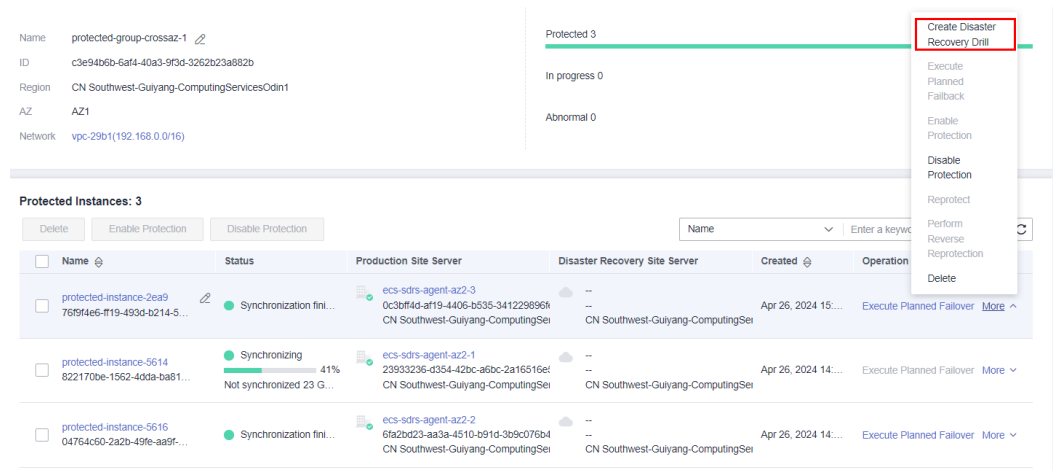 Name protected-group-crossaz-1
ID c3e94b6b-6af4-40a3-9f3d-3262b23a882b
Region CN Southwest-Guiyang-ComputingServicesOdin1
AZ AZ1
Network vpc-29b1(192.168.0.0/16)
Protected 3
In progress 0
Abnormal 0
Create Disaster
Recovery Drill
Execute
Planned
Failback
Enable
Protection
Disable
Protection
Reprotect
Perform
Reverse
Reprotection
Delete
Protected Instances: 3
Delete Enable Protection Disable Protection Name Enter a keywo
Name Status Production Site Server Disaster Recovery Site Server Created Operation
protected-instance-2ea9
76f9f4e6-ff19-493d-b214-5...
Synchronization fini...
ecs-sdrs-agent-az2-3
0c3bff4d-af19-4406-b535-341229896f
CN Southwest-Guiyang-ComputingSer
--
--
CN Southwest-Guiyang-ComputingSer
Apr 26, 2024 15:...
Execute Planned Failover More
protected-instance-5614
822170be-1562-4dda-ba81...
Synchronizing
41%
Not synchronized 23 G...
ecs-sdrs-agent-az2-1
23933236-d354-42bc-a6bc-2a16516e
CN Southwest-Guiyang-ComputingSer
--
--
CN Southwest-Guiyang-ComputingSer
Apr 26, 2024 14:...
Execute Planned Failover More
protected-instance-5616
04764c60-2a2b-49fe-aa9f-...
Synchronization fini...
ecs-sdrs-agent-az2-2
6fa2bd23-aa3a-4510-b91d-3b9c076b4
CN Southwest-Guiyang-ComputingSer
--
--
CN Southwest-Guiyang-ComputingSer
Apr 26, 2024 14:...
Execute Planned Failover More